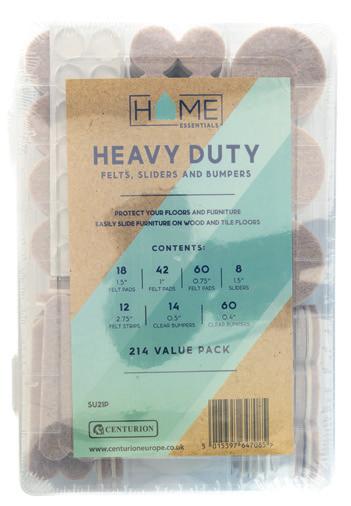 HOME
ESSENTIALS
HEAVY DUTY
FELTS, SLIDERS AND BUMPERS
PROTECT YOUR FLOORS AND FURNITURE
EASILY SLIDE FURNITURE ON WOOD AND TILE FLOORS
CONTENTS:
18 42 60 8
1.5" 1" 0.75" 1.5"
FELT PADS FELT PADS FELT PADS SLIDERS
12 14 60
2.75" 0.5" 0.4"
FELT STRIPS CLEAR BUMPERS CLEAR BUMPERS
214 VALUE PACK
SU21P
CENTURION
www.centurioneurope.co.uk
5 015397 647085 >